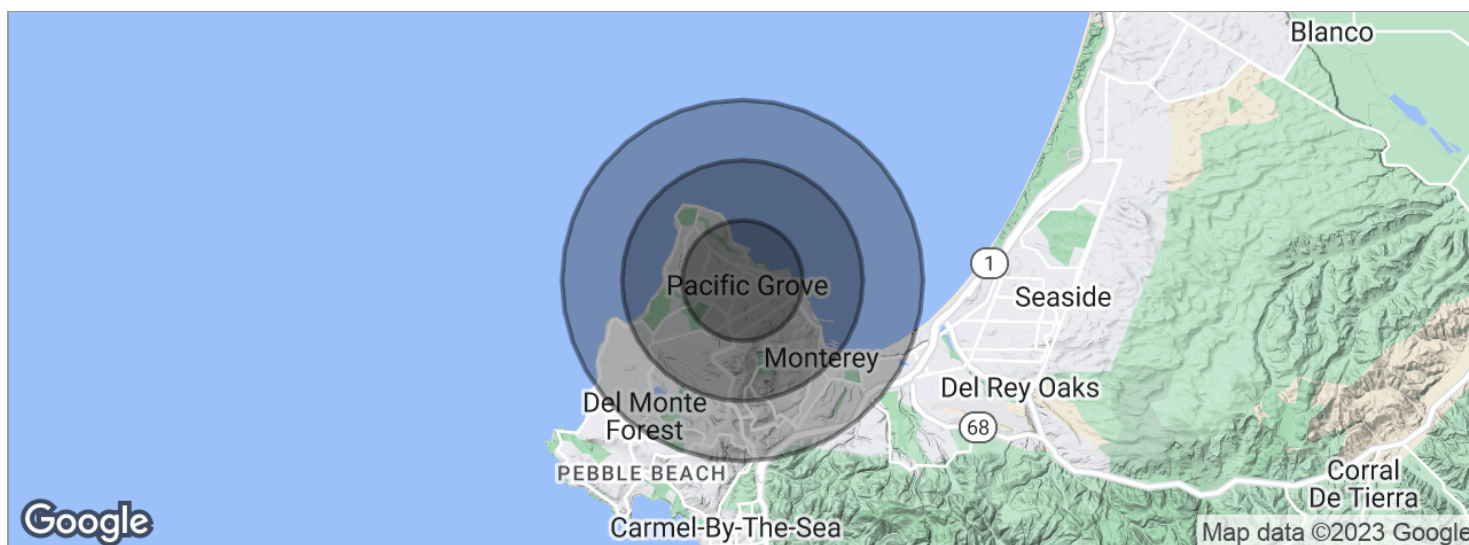 Blanco
1
Pacific Grove
Seaside
Monterey
Del Rey Oaks
Del Monte
Forest
68
PEBBLE BEACH
Corral
De Tierra
Carmel-By-The-Sea
Google
Map data ©2023 Google